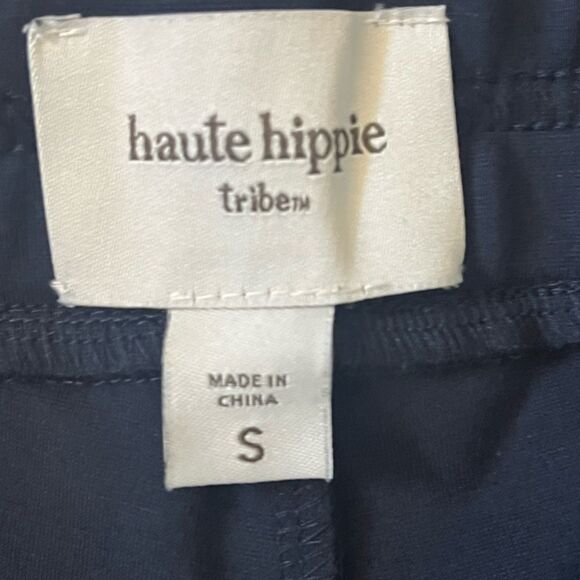 haute hippie
tribe™
MADE IN
CHINA
S